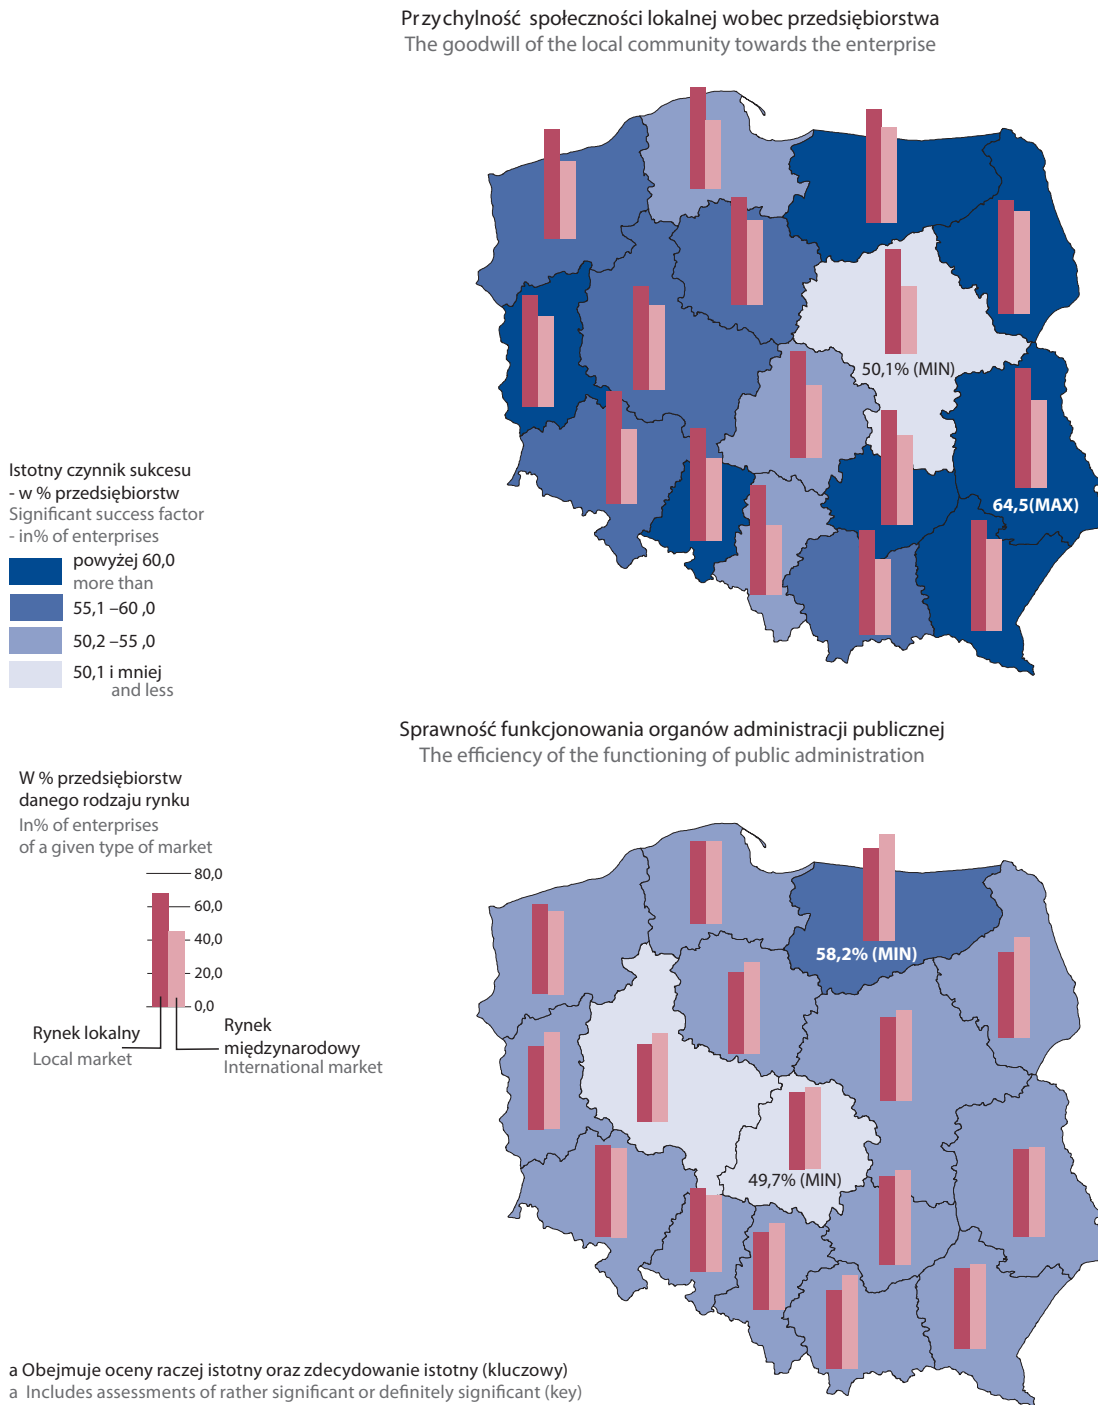 Przychylność społeczności lokalnej wobec przedsiębiorstwa
The goodwill of the local community towards the enterprise
50,1% (MIN)
64,5(MAX)
Istotny czynnik sukcesu
- w % przedsiębiorstw
Significant success factor
- in% of enterprises
powyżej 60,0
more than
55,1 –60 ,0
50,2 –55 ,0
50,1 i mniej
and less
Sprawność funkcjonowania organów administracji publicznej
The efficiency of the functioning of public administration
W % przedsiębiorstw
danego rodzaju rynku
In% of enterprises
of a given type of market
80,0
60,0
40,0
20,0
0,0
Rynek lokalny
Local market
Rynek
międzynarodowy
International market
58,2% (MIN)
49,7% (MIN)
a Obejmuje oceny raczej istotny oraz zdecydowanie istotny (kluczowy)
a Includes assessments of rather significant or definitely significant (key)